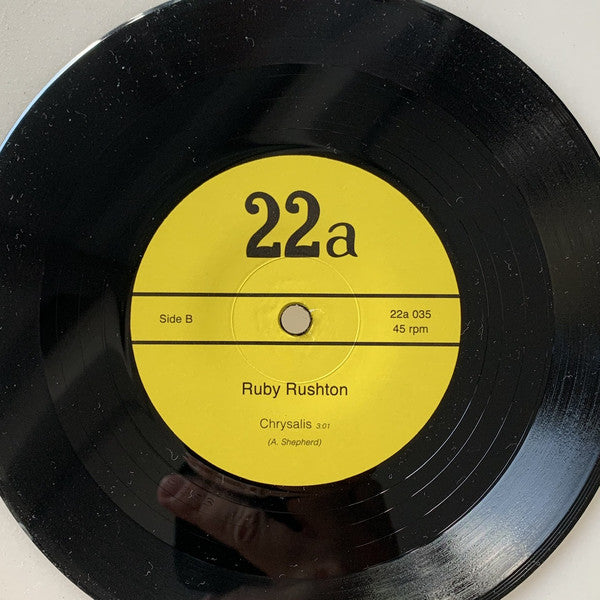 22a
Side B
22a 035
45 rpm
Ruby Rushton
Chrysalis 3:01
(A. Shepherd)